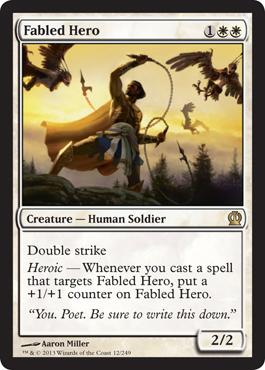 Fabled Hero 1
Creature — Human Soldier
Double strike
Heroic — Whenever you cast a spell
that targets Fabled Hero, put a
+1/+1 counter on Fabled Hero.
“You. Poet. Be sure to write this down.”
2/2
Aaron Miller
™ & © 2013 Wizards of the Coast 12/249